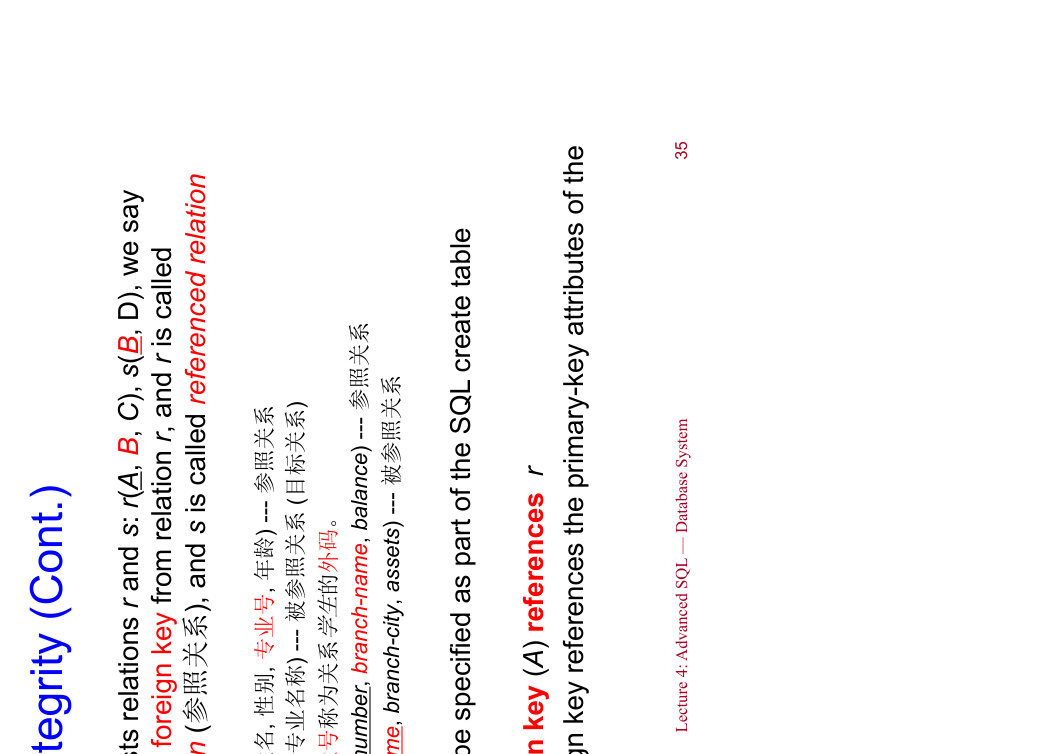 tegrity (Cont.)
sts relations r and s: r(A, B, C), s(B, D), we say
foreign key from relation r, and r is called
n (参照关系), and s is called referenced relation
名, 性别, 专业号, 年龄) --- 参照关系
专业名称) --- 被参照关系 (目标关系)
号称为关系学生的外码。
number, branch-name, balance) --- 参照关系
me, branch-city, assets) --- 被参照关系
be specified as part of the SQL create table
n key (A) references r
gn key references the primary-key attributes of the
Lecture 4: Advanced SQL — Database System 35